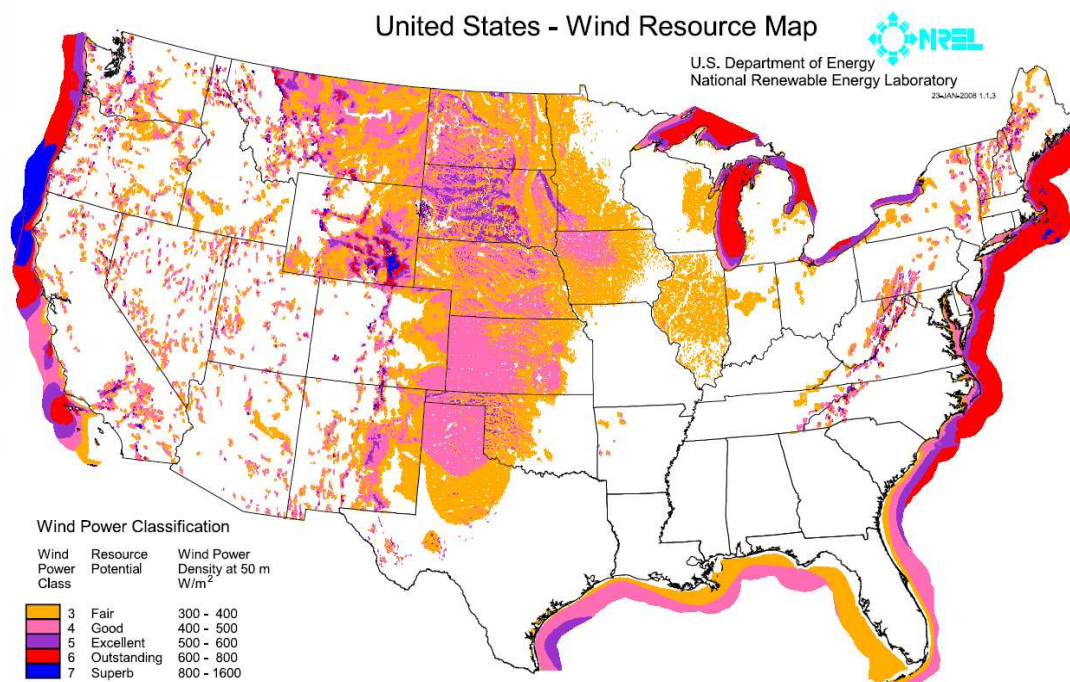 United States - Wind Resource Map
NREL
U.S. Department of Energy
National Renewable Energy Laboratory
23-JAN-2008 1.1.3
Wind Power Classification
Wind Resource Wind Power
Power Potential Density at 50 m
Class W/m²
3 Fair 300 - 400
4 Good 400 - 500
5 Excellent 500 - 600
6 Outstanding 600 - 800
7 Superb 800 - 1600